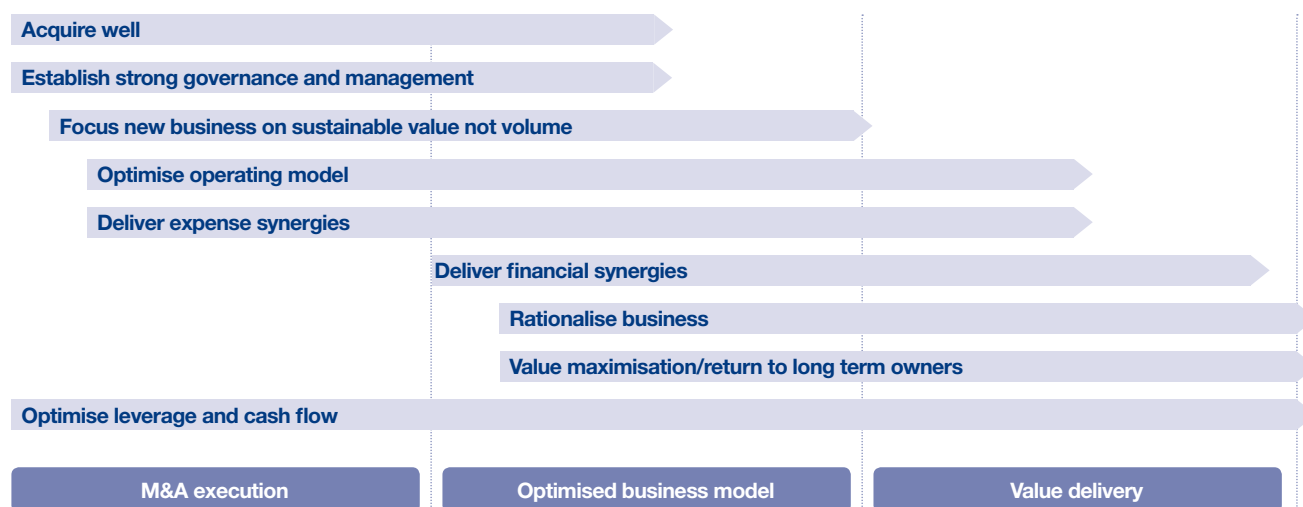 Acquire well
Establish strong governance and management
Focus new business on sustainable value not volume
Optimise operating model
Deliver expense synergies
Deliver financial synergies
Rationalise business
Value maximisation/return to long term owners
Optimise leverage and cash flow
M&A execution
Optimised business model
Value delivery